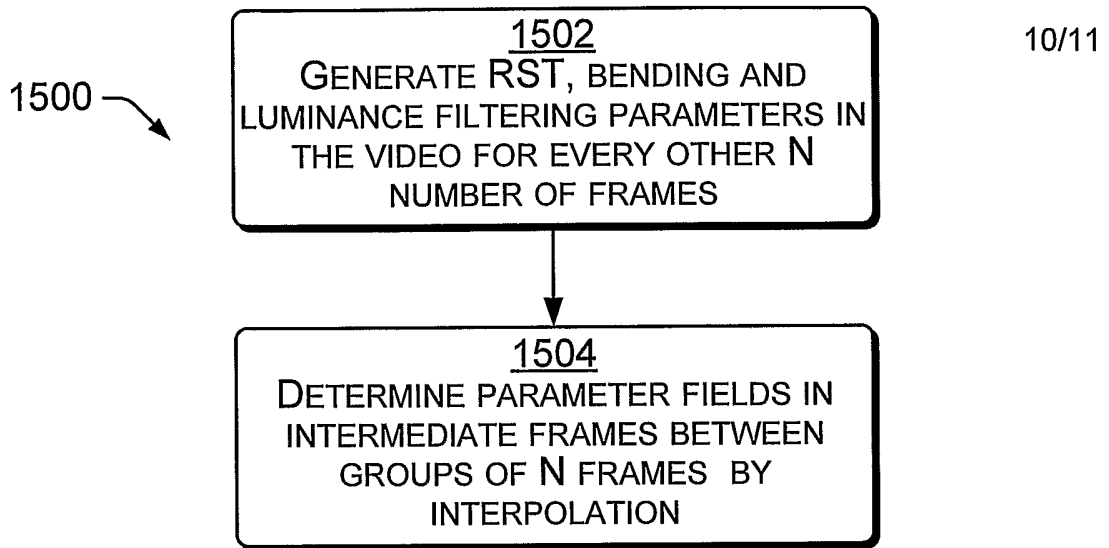 10/11
1500
1502
GENERATE RST, BENDING AND
LUMINANCE FILTERING PARAMETERS IN
THE VIDEO FOR EVERY OTHER N
NUMBER OF FRAMES
1504
DETERMINE PARAMETER FIELDS IN
INTERMEDIATE FRAMES BETWEEN
GROUPS OF N FRAMES BY
INTERPOLATION